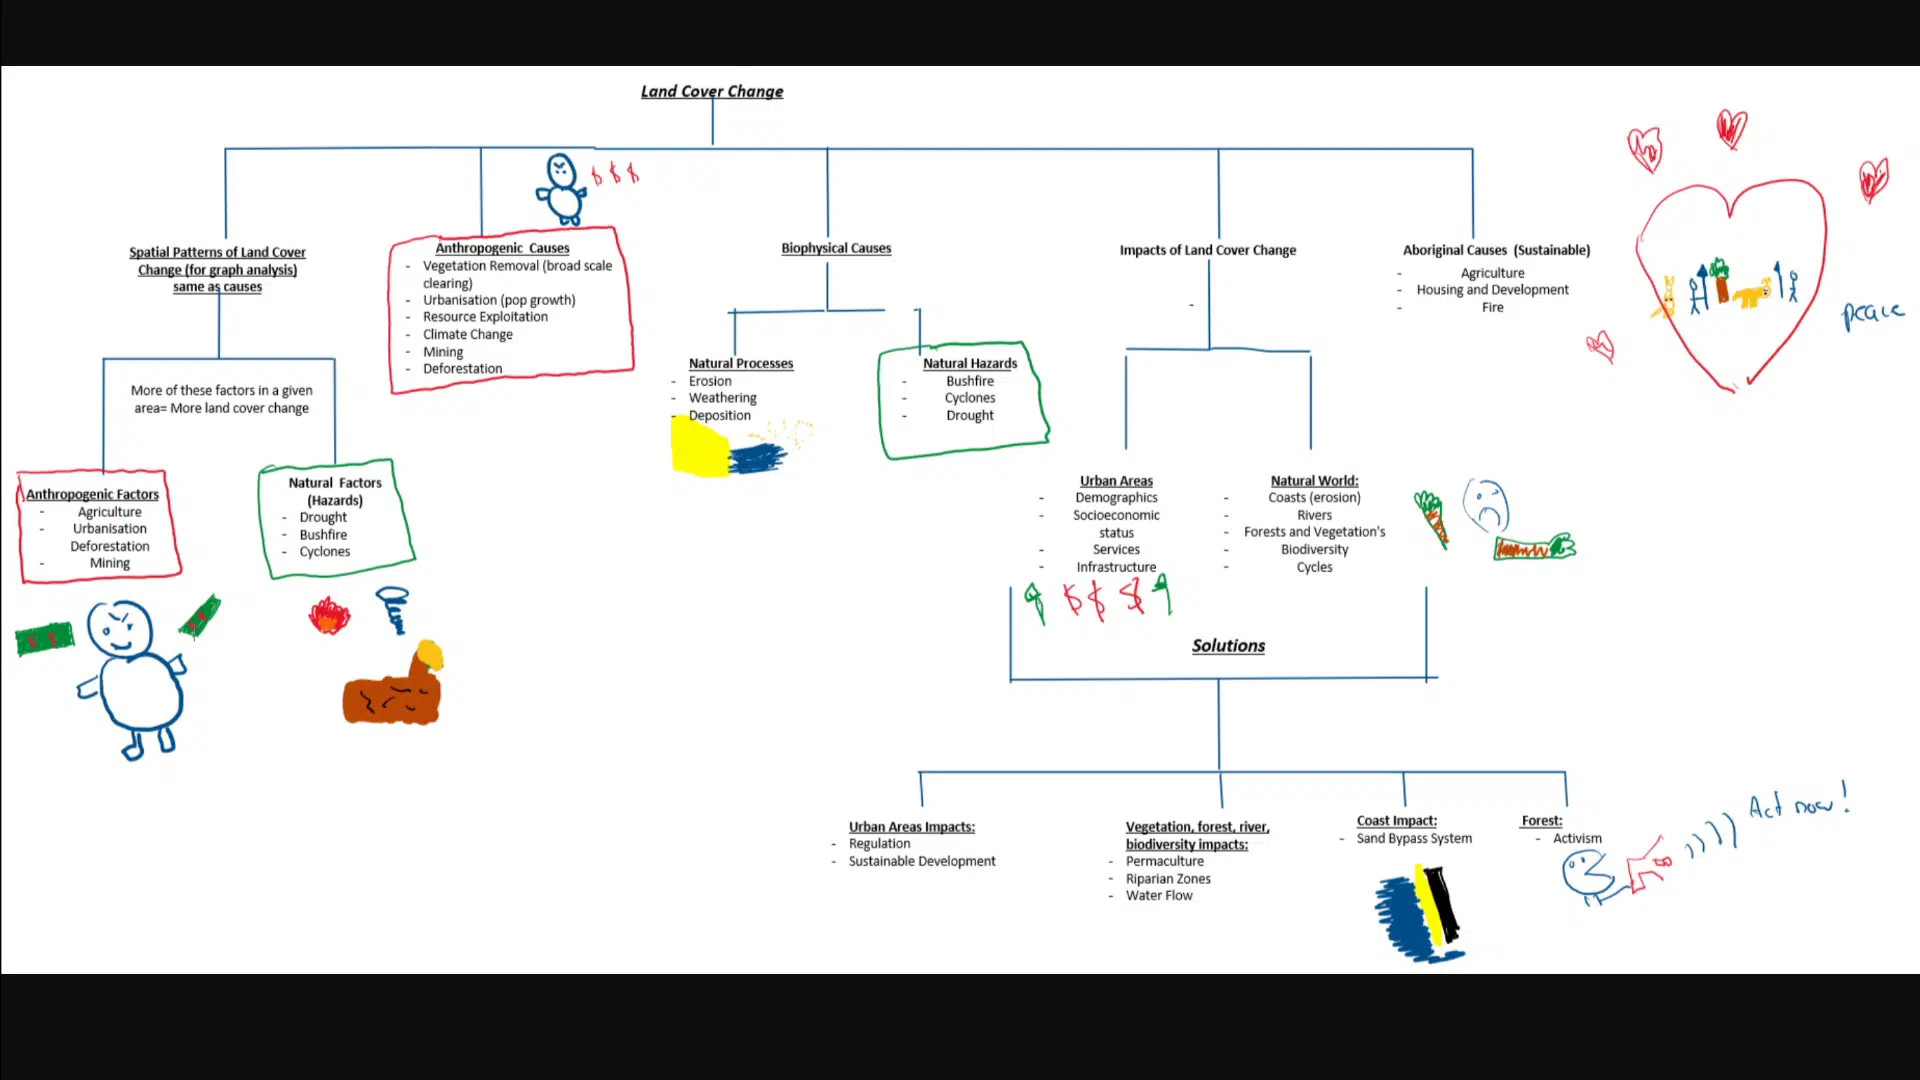 Land Cover Change
$ $ $
Spatial Patterns of Land Cover
Change (for graph analysis)
same as causes
More of these factors in a given
area= More land cover change
Anthropogenic Factors
- Agriculture
- Urbanisation
Deforestation
- Mining
Natural Factors
(Hazards)
- Drought
- Bushfire
- Cyclones
$ $
$ $
Anthropogenic Causes
- Vegetation Removal (broad scale
clearing)
- Urbanisation (pop growth)
- Resource Exploitation
- Climate Change
- Mining
- Deforestation
Biophysical Causes
Natural Processes
- Erosion
- Weathering
- Deposition
Natural Hazards
- Bushfire
- Cyclones
- Drought
Impacts of Land Cover Change
-
Urban Areas
- Demographics
- Socioeconomic
status
- Services
- Infrastructure
$ $ $
Natural World:
- Coasts (erosion)
- Rivers
- Forests and Vegetation's
- Biodiversity
- Cycles
Aboriginal Causes (Sustainable)
- Agriculture
- Housing and Development
- Fire
peace
Solutions
Urban Areas Impacts:
- Regulation
- Sustainable Development
Vegetation, forest, river,
biodiversity impacts:
- Permaculture
- Riparian Zones
- Water Flow
Coast Impact:
- Sand Bypass System
Forest:
- Activism
Act now!